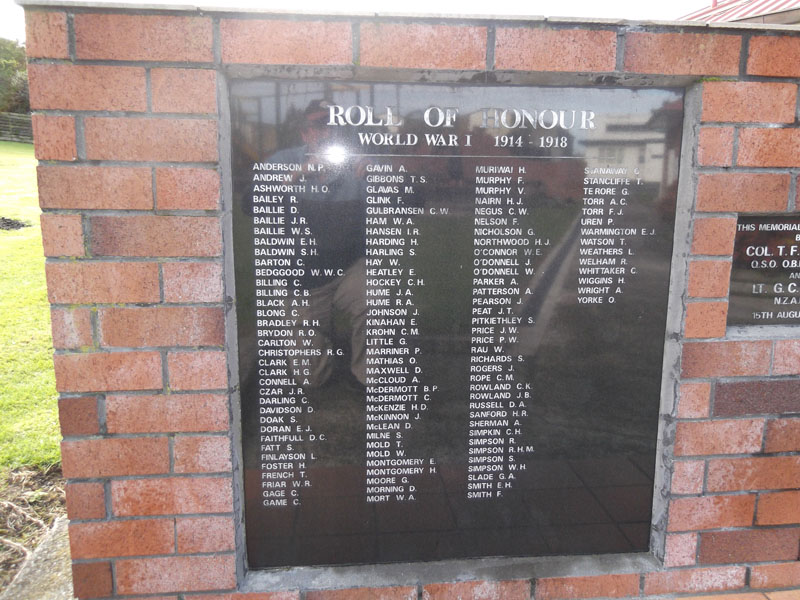 ROLL OF HONOUR
WORLD WAR I 1914 - 1918
ANDERSON N.P.
ANDREW J.
ASHWORTH H.O.
BAILEY R.
BAILLIE D.
BAILLIE J.R.
BAILLIE W.S.
BALDWIN E.H.
BALDWIN S.H.
BARTON C.
BEDGGOOD W.W.C.
BILLING C.
BILLING C.B.
BLACK A.H.
BLONG C.
BRADLEY R.H.
BRYDON R.O.
CARLTON W.
CHRISTOPHERS R.G.
CLARK E.M.
CLARK H.G.
CONNELL A.
CZAR J.R.
DARLING C.
DAVIDSON D.
DOAK S.
DORAN E.J.
FAITHFULL D.C.
FATT S.
FINLAYSON L.
FOSTER H.
FRENCH T.
FRIAR W.R.
GAGE C.
GAME C.
GAVIN A.
GIBBONS T.S.
GLAVAS M.
GLINK F.
GULBRANSEN C.W.
HAM W.A.
HANSEN I.R.
HARDING H.
HARLING S.
HAY W.
HEATLEY E.
HOCKEY C.H.
HUME J.A.
HUME R.A.
JOHNSON J.
KINAHAN E.
KROHN C.M.
LITTLE G.
MARRINER P.
MATHIAS O.
MAXWELL D.
McCLOUD A.
McDERMOTT B.P.
McDERMOTT C.
McKENZIE H.D.
McKINNON J.
McLEAN D.
MILNE S.
MOLD T.
MOLD W.
MONTGOMERY E.
MONTGOMERY H.
MOORE G.
MORNING D.
MORT W.A.
MURIWAI H.
MURPHY F.
MURPHY V.
NAIRN H.J.
NEGUS C.W.
NELSON F.
NICHOLSON G.
NORTHWOOD H.J.
O'CONNOR W.E.
O'DONNELL J.
O'DONNELL W.
PARKER A.
PATTERSON A.
PEARSON J.
PEAT J.T.
PITKIETHLEY S.
PRICE J.W.
PRICE P.W.
RAU W.
RICHARDS S.
ROGERS J.
ROPE C.M.
ROWLAND C.K.
ROWLAND J.B.
RUSSELL D.A.
SANFORD H.R.
SHERMAN A.
SIMPKIN C.H.
SIMPSON R.
SIMPSON R.H.M.
SIMPSON S.
SIMPSON W.H.
SLADE G.A.
SMITH E.H.
SMITH F.
STANAWAY C.
STANCLIFFE T.
TE RORE G.
TORR A.C.
TORR F.J.
UREN P.
WARMINGTON E.J.
WATSON T.
WEATHERS L.
WELHAM R.
WHITTAKER C.
WIGGINS H.
WRIGHT A.
YORKE O.
THIS MEMORIAL
COL. T.F.
LT. G.C.
15TH AUGU